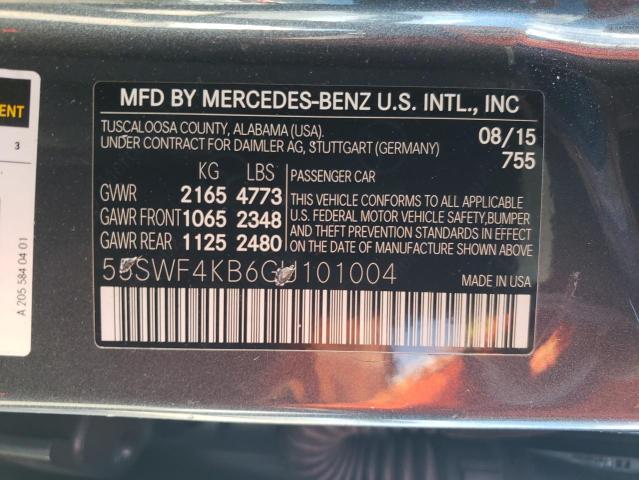 MFD BY MERCEDES-BENZ U.S. INTL., INC
TUSCALOOSA COUNTY, ALABAMA (USA).
UNDER CONTRACT FOR DAIMLER AG, STUTTGART (GERMANY)
08/15
755
KG LBS
GVWR 2165 4773
GAWR FRONT 1065 2348
GAWR REAR 1125 2480
PASSENGER CAR
THIS VEHICLE CONFORMS TO ALL APPLICABLE
U.S. FEDERAL MOTOR VEHICLE SAFETY,BUMPER
AND THEFT PREVENTION STANDARDS IN
EFFECT ON THE DATE OF MANUFACTURE
SHOWN ABOVE.
55SWF4KB6GU101004
MADE IN USA
ENT
3
A 205 584 04 01